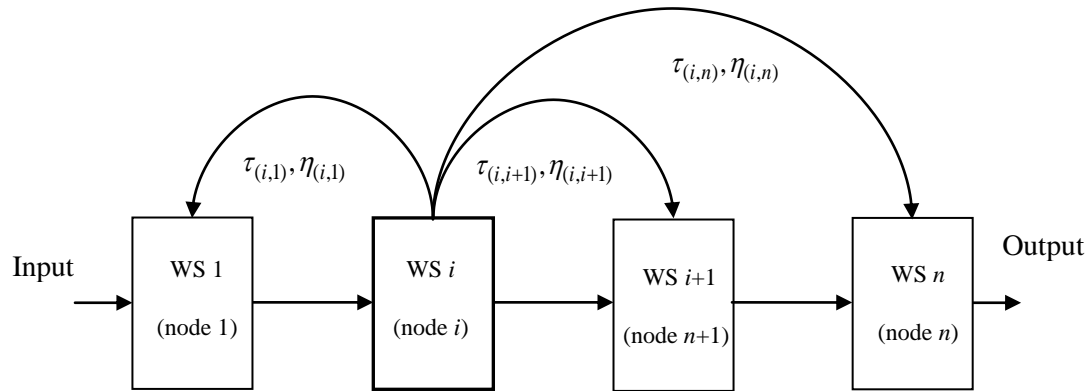 τ(i,n), η(i,n)
τ(i,1), η(i,1)
τ(i,i+1), η(i,i+1)
Input
WS 1
(node 1)
WS i
(node i)
WS i+1
(node n+1)
WS n
(node n)
Output